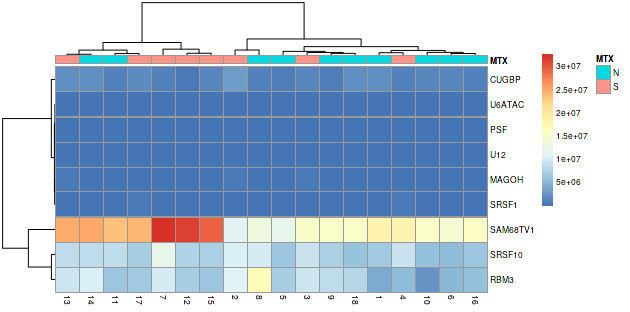 MTX
CUGBP
U6ATAC
PSF
U12
MAGOH
SRSF1
SAM68TV1
SRSF10
RBM3
13 14 11 17 7 12 15 2 8 5 3 9 18 1 4 10 6 16
3e+07
2.5e+07
2e+07
1.5e+07
1e+07
5e+06
MTX
N
S